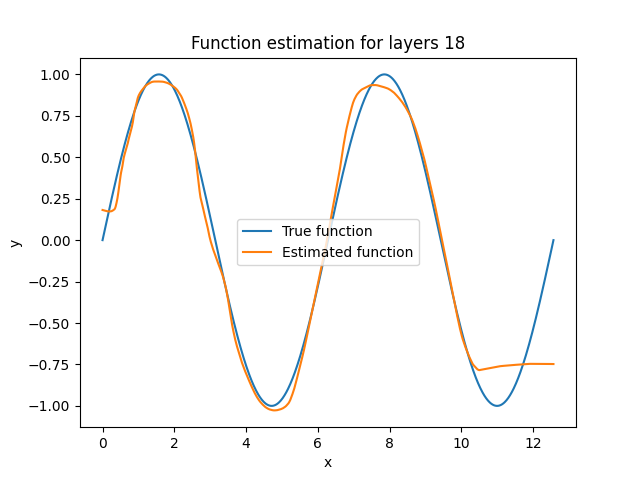 Function estimation for layers 18
1.00
0.75
0.50
0.25
0.00
−0.25
−0.50
−0.75
−1.00
y
True function
Estimated function
0 2 4 6 8 10 12
x